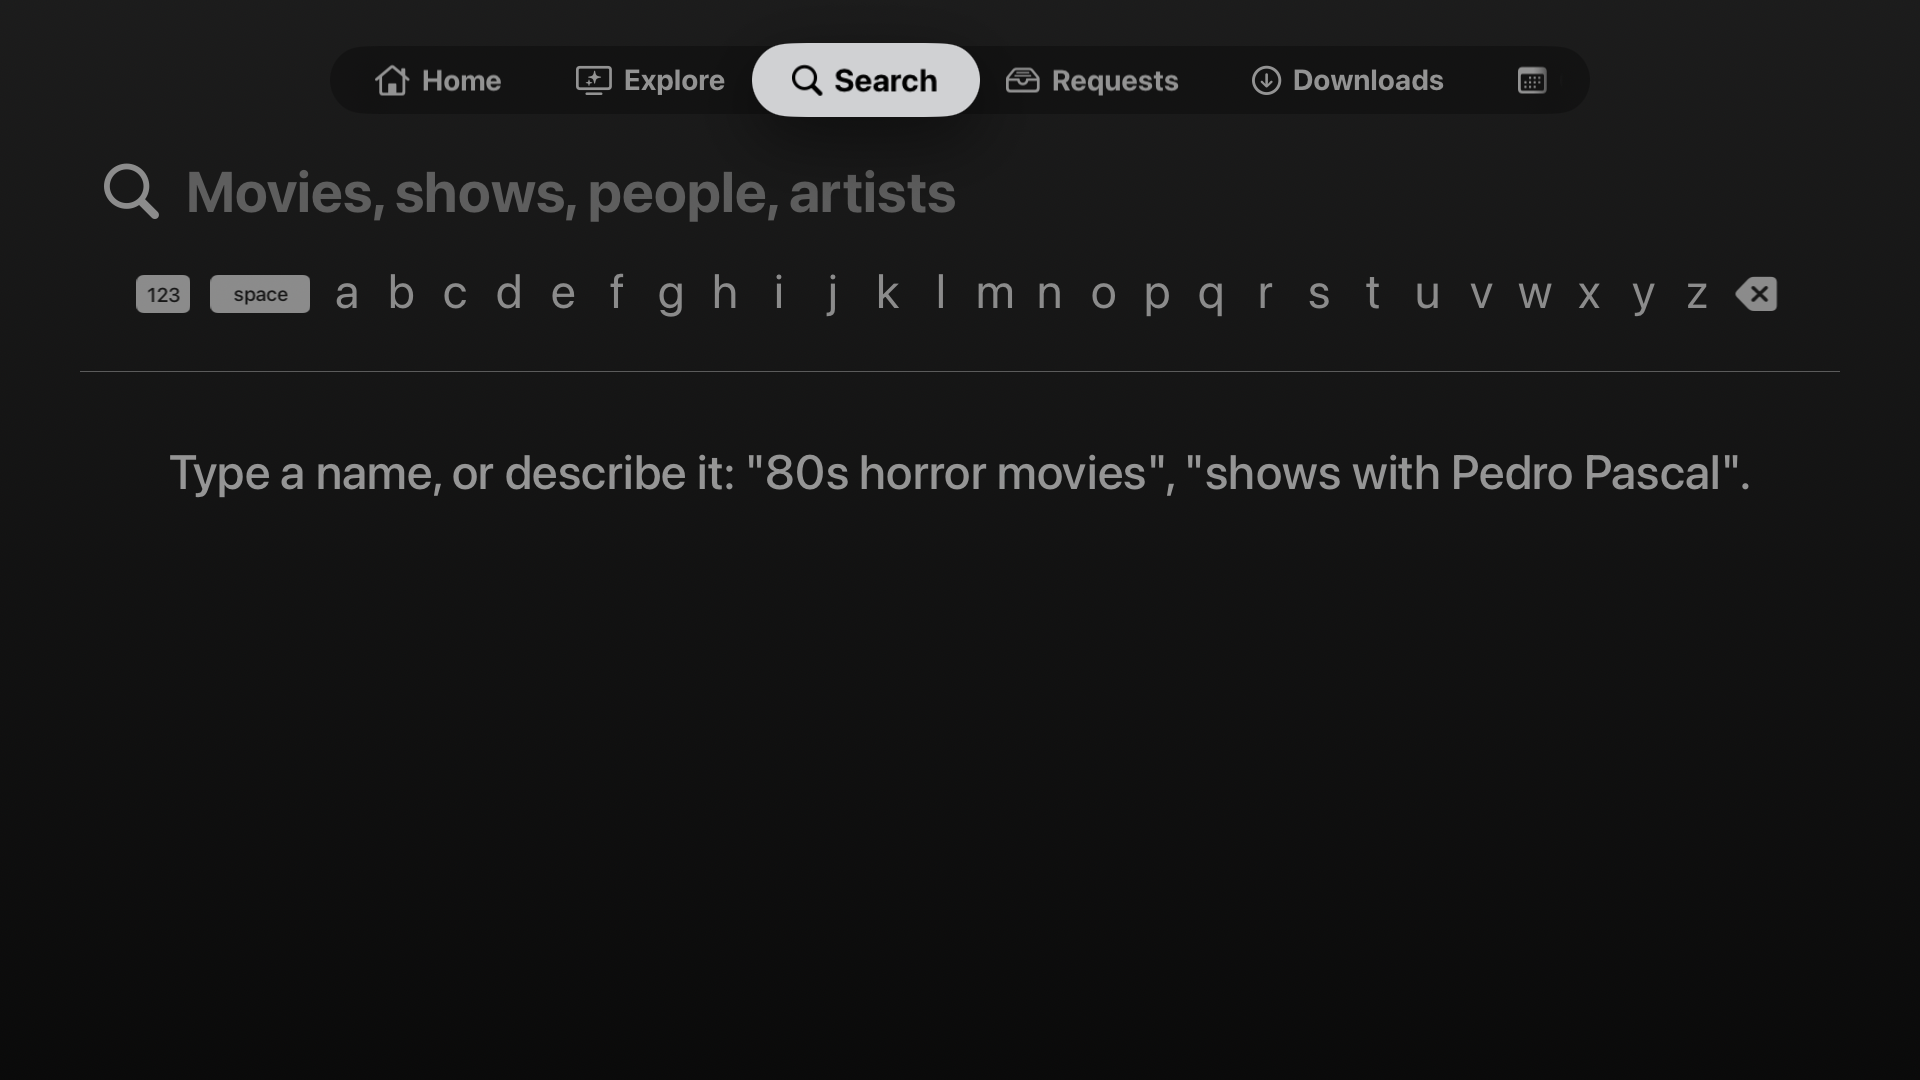 Home Explore Search Requests Downloads
Movies, shows, people, artists
123 space a b c d e f g h i j k l m n o p q r s t u v w x y z
Type a name, or describe it: "80s horror movies", "shows with Pedro Pascal".